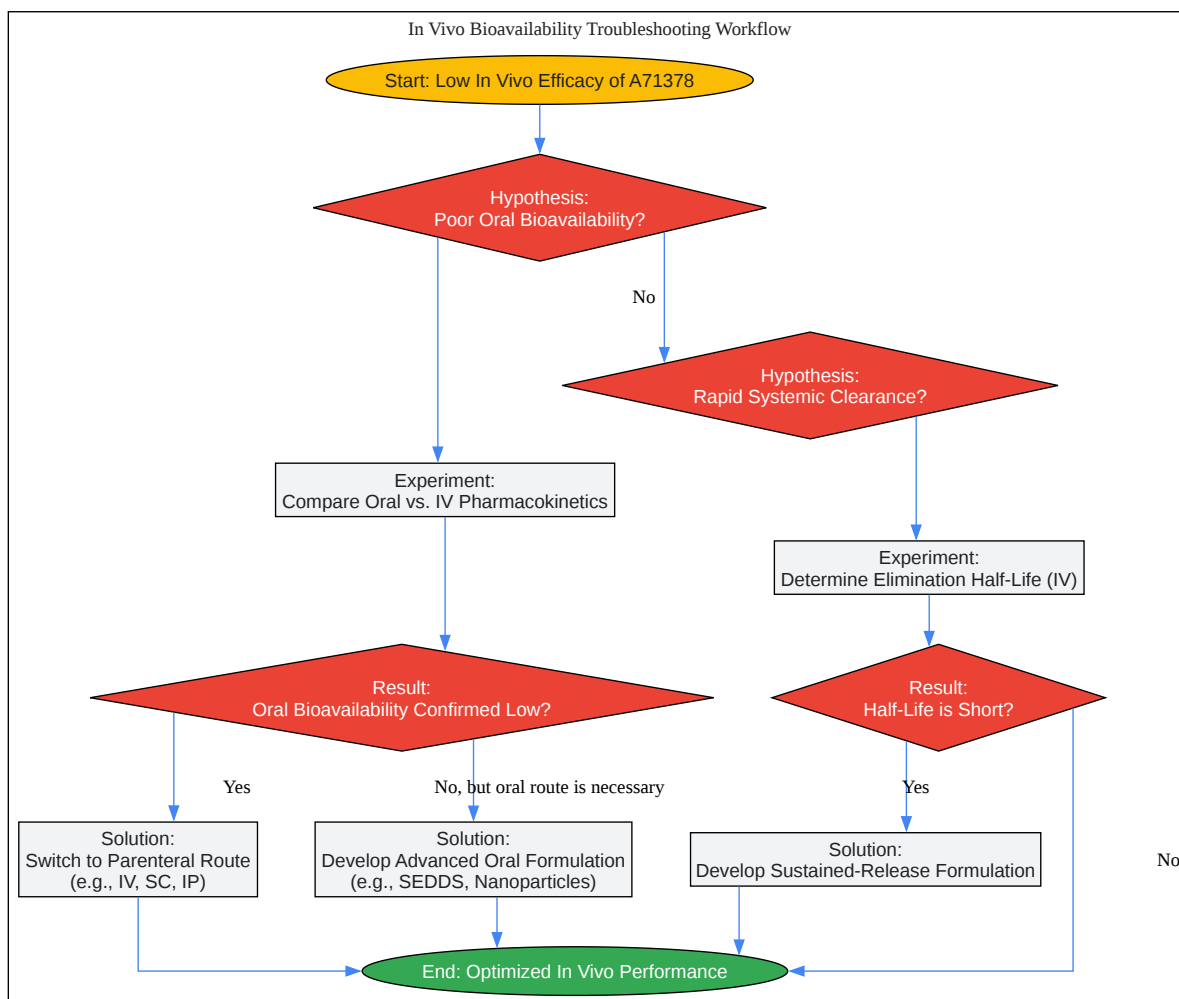 In Vivo Bioavailability Troubleshooting Workflow
Start: Low In Vivo Efficacy of A71378
Hypothesis:
Poor Oral Bioavailability?
No
Hypothesis:
Rapid Systemic Clearance?
Experiment:
Compare Oral vs. IV Pharmacokinetics
Experiment:
Determine Elimination Half-Life (IV)
Result:
Oral Bioavailability Confirmed Low?
Result:
Half-Life is Short?
Yes
No, but oral route is necessary
Yes
Solution:
Switch to Parenteral Route
(e.g., IV, SC, IP)
Solution:
Develop Advanced Oral Formulation
(e.g., SEDDS, Nanoparticles)
Solution:
Develop Sustained-Release Formulation
No
End: Optimized In Vivo Performance